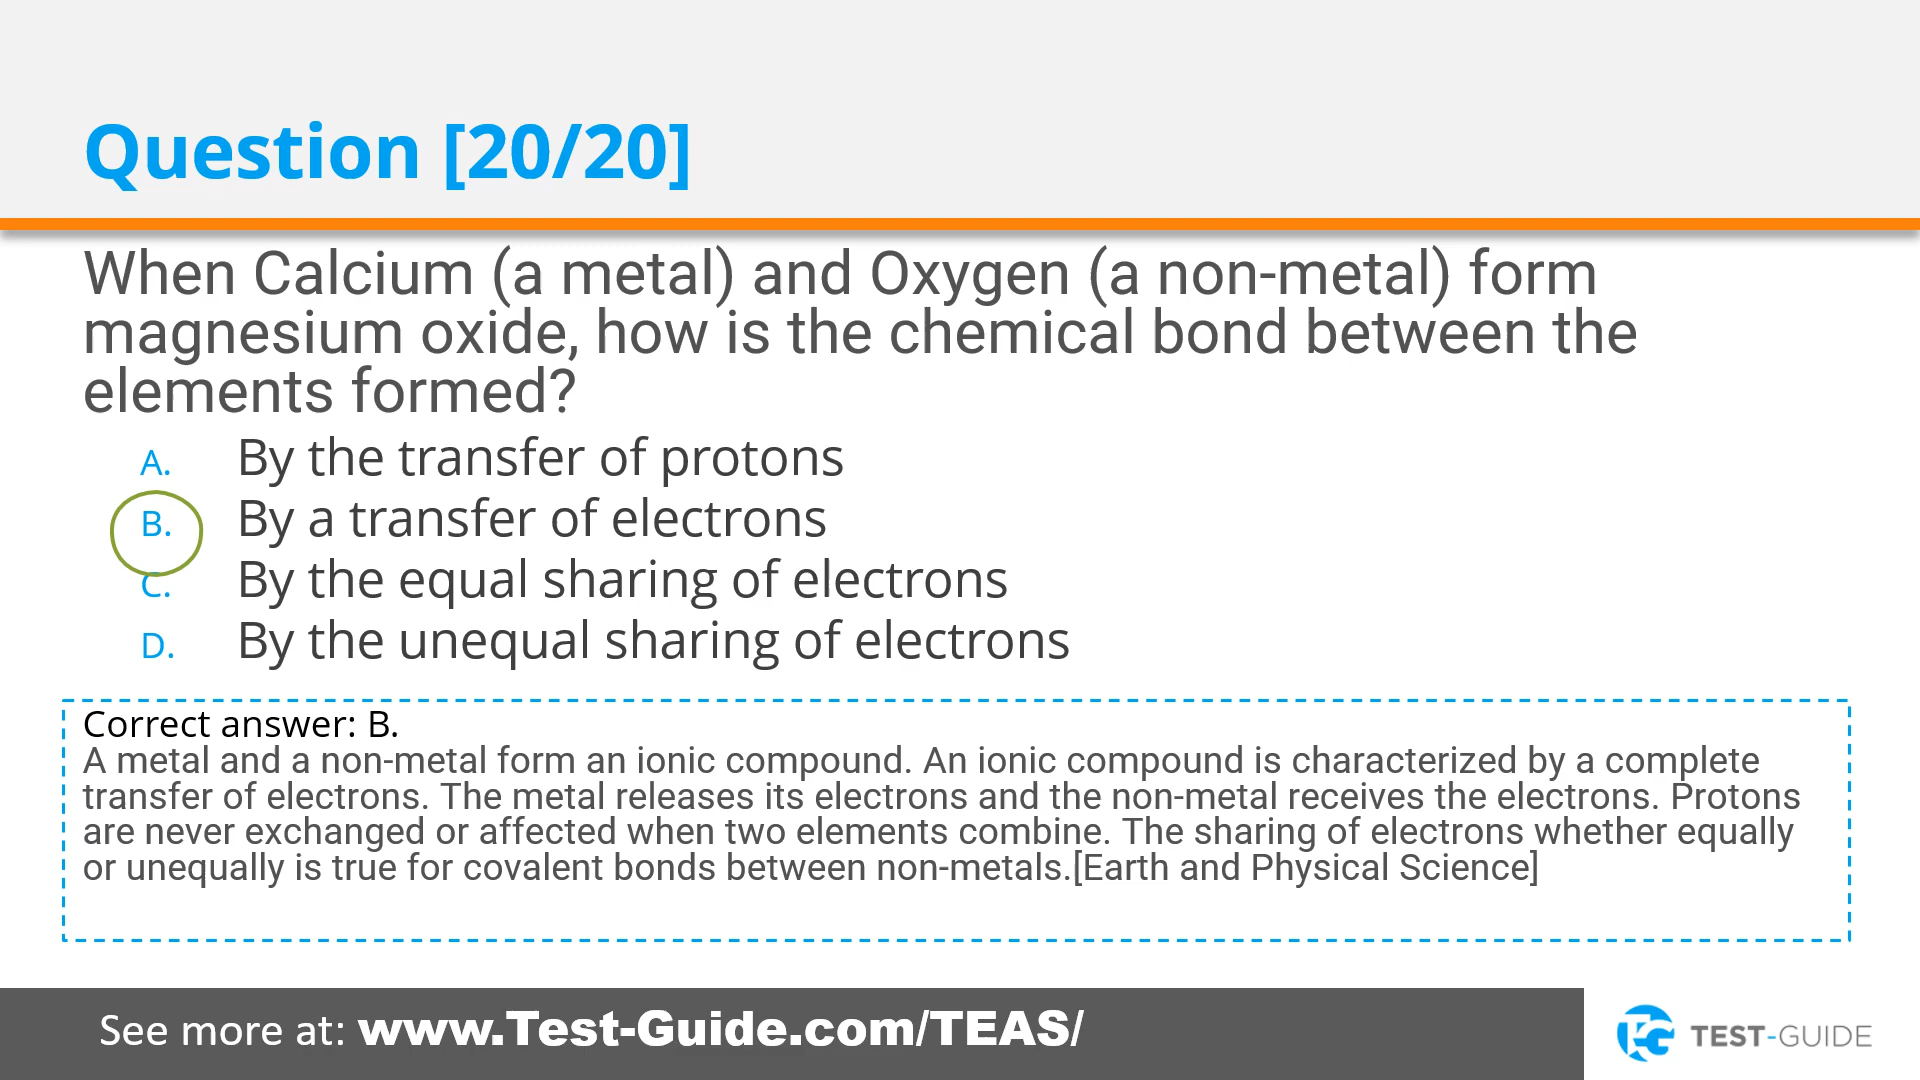 Question [20/20]
When Calcium (a metal) and Oxygen (a non-metal) form
magnesium oxide, how is the chemical bond between the
elements formed?
A. By the transfer of protons
B. By a transfer of electrons
C. By the equal sharing of electrons
D. By the unequal sharing of electrons
Correct answer: B.
A metal and a non-metal form an ionic compound. An ionic compound is characterized by a complete
transfer of electrons. The metal releases its electrons and the non-metal receives the electrons. Protons
are never exchanged or affected when two elements combine. The sharing of electrons whether equally
or unequally is true for covalent bonds between non-metals.[Earth and Physical Science]
See more at: www.Test-Guide.com/TEAS/
TEST-GUIDE